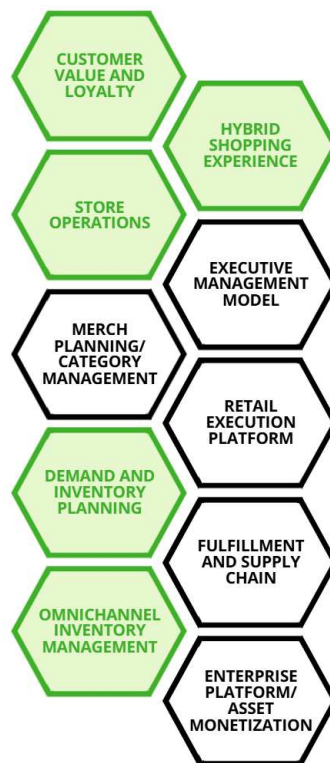 CUSTOMER
VALUE AND
LOYALTY
HYBRID
SHOPPING
EXPERIENCE
STORE
OPERATIONS
EXECUTIVE
MANAGEMENT
MODEL
MERCH
PLANNING/
CATEGORY
MANAGEMENT
RETAIL
EXECUTION
PLATFORM
DEMAND AND
INVENTORY
PLANNING
FULFILLMENT
AND SUPPLY
CHAIN
OMNICHANNEL
INVENTORY
MANAGEMENT
ENTERPRISE
PLATFORM/
ASSET
MONETIZATION